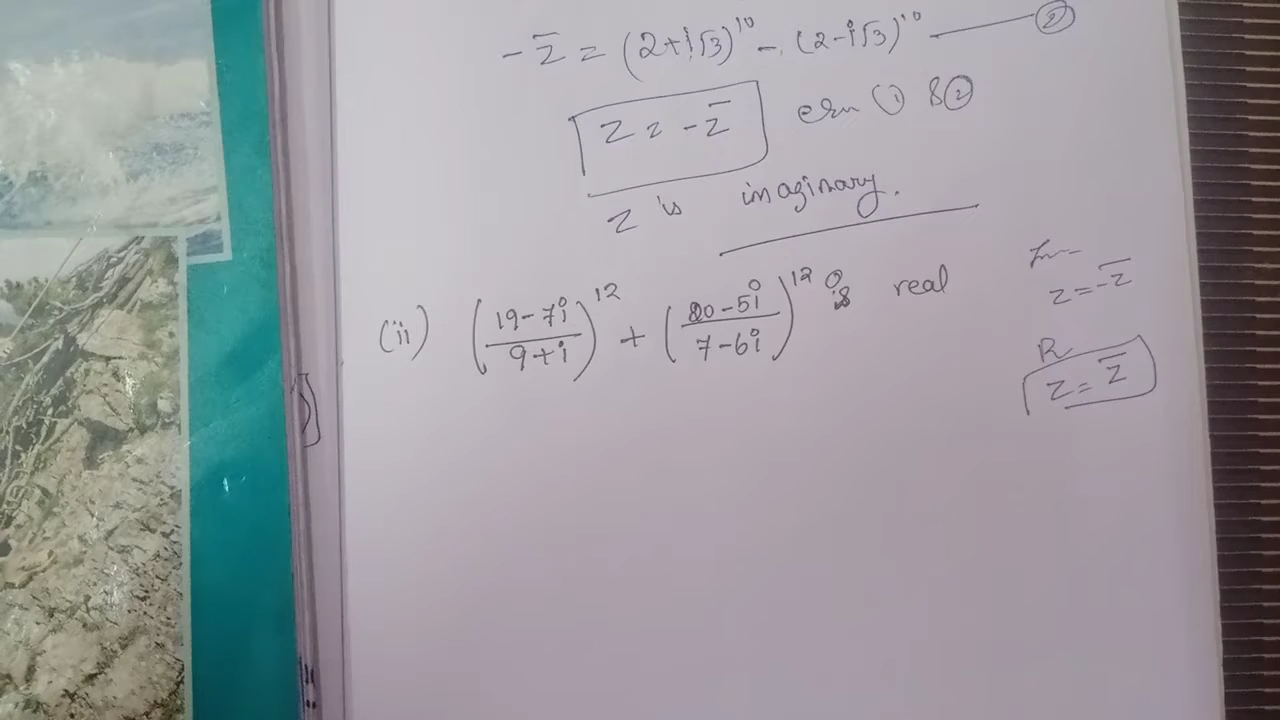 -z̄ = (2+i√3)¹⁰ - (2-i√3)¹⁰ ——— ②
z = -z̄ ① & ②
z is imaginary.
Im-
z = -z̄
(ii) ((19-7i)/(9+i))¹² + ((20-5i)/(7-6i))¹² is real
R
z = z̄